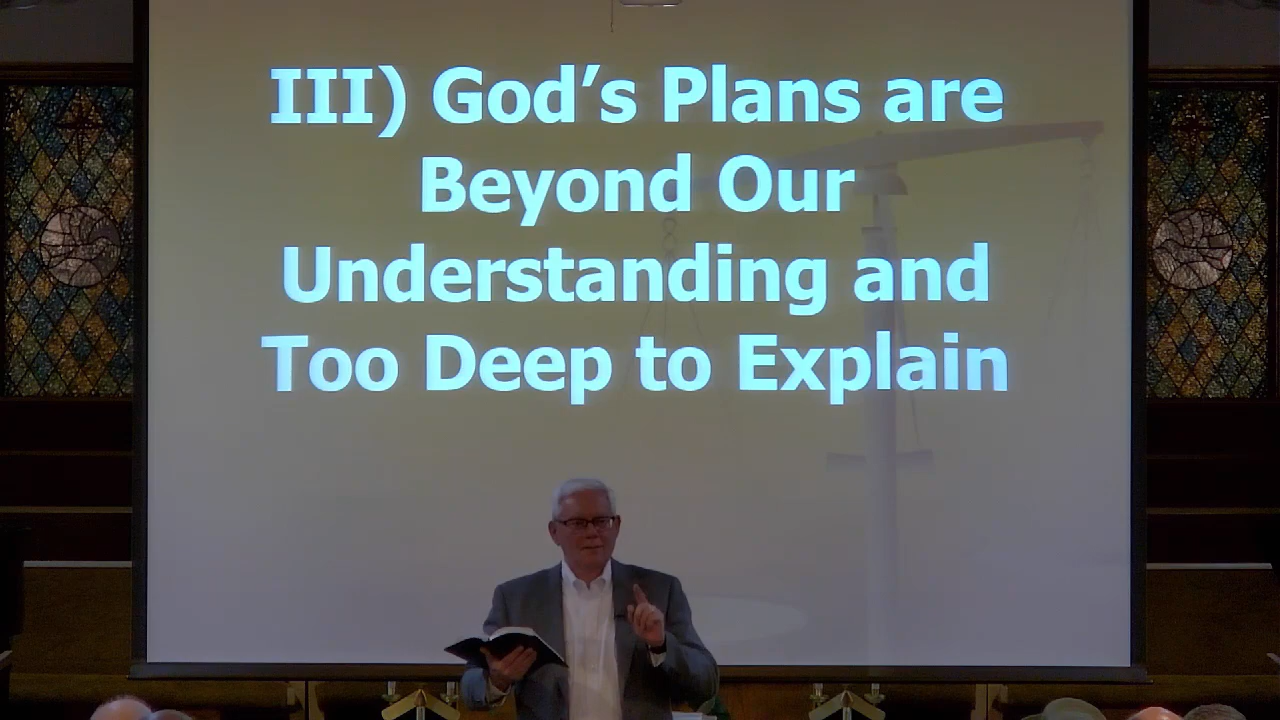 III) God’s Plans are
Beyond Our
Understanding and
Too Deep to Explain